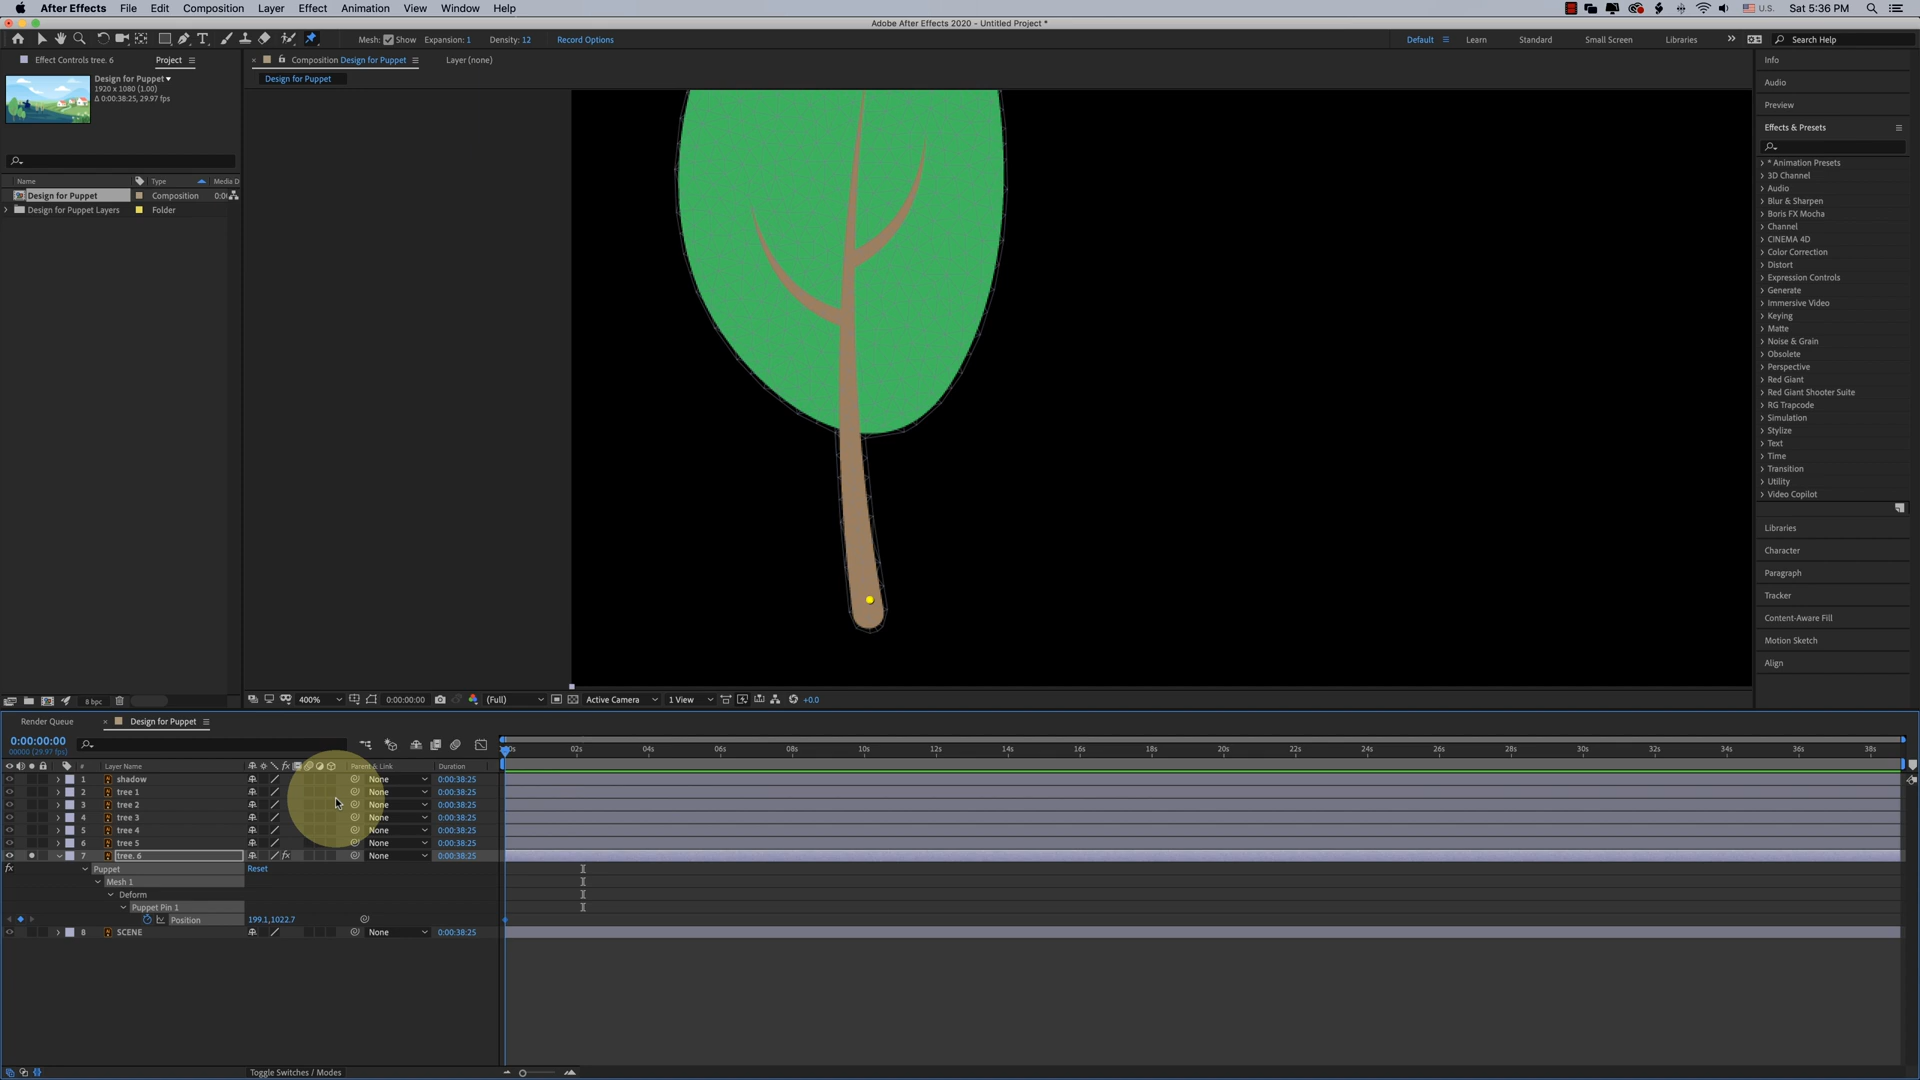 After Effects File Edit Composition Layer Effect Animation View Window Help U.S. Sat 5:36 PM
Adobe After Effects 2020 - Untitled Project *
Mesh: Show Expansion: 1 Density: 12 Record Options Default Learn Standard Small Screen Libraries Search Help
Effect Controls tree. 6 Project
Composition Design for Puppet Layer (none)
Design for Puppet
Design for Puppet
1920 x 1080 (1.00)
Δ 0:00:38:25, 29.97 fps
Name Type Media D
Design for Puppet Composition 0:0
Design for Puppet Layers Folder
8 bpc
400% 0:00:00:00 (Full) Active Camera 1 View +0.0
Info
Audio
Preview
Effects & Presets
* Animation Presets
3D Channel
Audio
Blur & Sharpen
Boris FX Mocha
Channel
CINEMA 4D
Color Correction
Distort
Expression Controls
Generate
Immersive Video
Keying
Matte
Noise & Grain
Obsolete
Perspective
Red Giant
Red Giant Shooter Suite
RG Trapcode
Simulation
Stylize
Text
Time
Transition
Utility
Video Copilot
Libraries
Character
Paragraph
Tracker
Content-Aware Fill
Motion Sketch
Align
Render Queue Design for Puppet
0:00:00:00
00000 (29.97 fps)
02s 04s 06s 08s 10s 12s 14s 16s 18s 20s 22s 24s 26s 28s 30s 32s 34s 36s 38s
# Layer Name Parent & Link Duration
1 shadow None 0:00:38:25
2 tree 1 None 0:00:38:25
3 tree 2 None 0:00:38:25
4 tree 3 None 0:00:38:25
5 tree 4 None 0:00:38:25
6 tree 5 None 0:00:38:25
7 tree. 6 fx None 0:00:38:25
fx Puppet Reset
Mesh 1
Deform
Puppet Pin 1
Position 199.1,1022.7
8 SCENE None 0:00:38:25
Toggle Switches / Modes